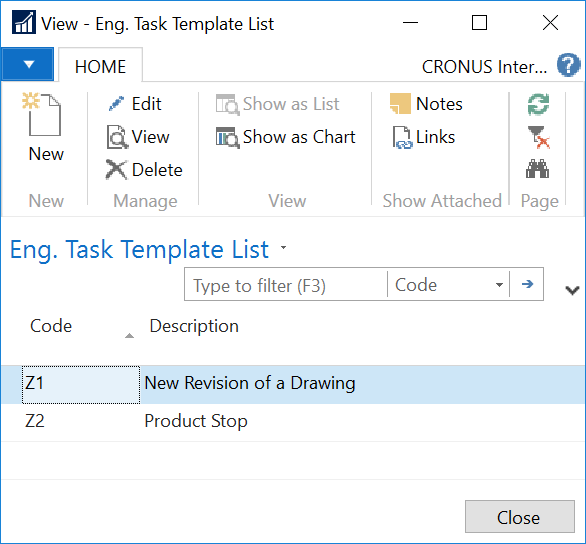 View - Eng. Task Template List
HOME
CRONUS Inter... ?
New
Edit
View
Delete
Show as List
Show as Chart
Notes
Links
New
Manage
View
Show Attached
Page
Eng. Task Template List
Type to filter (F3)
Code
Code
Description
Z1
New Revision of a Drawing
Z2
Product Stop
Close